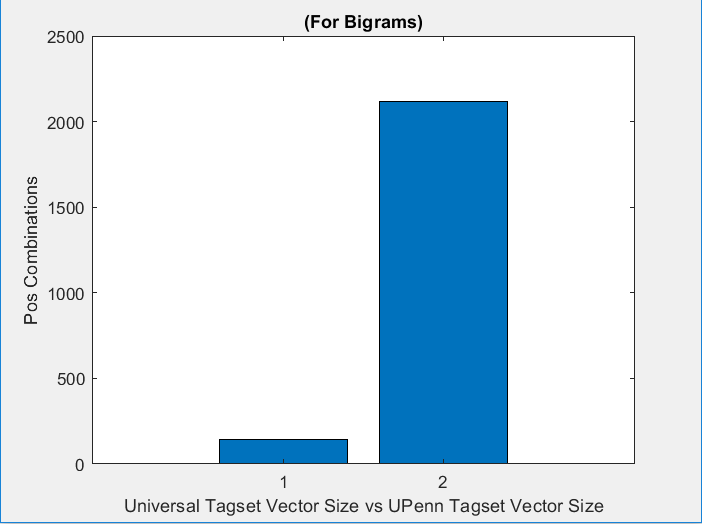 (For Bigrams)
2500
2000
1500
1000
500
0
Pos Combinations
1 2
Universal Tagset Vector Size vs UPenn Tagset Vector Size